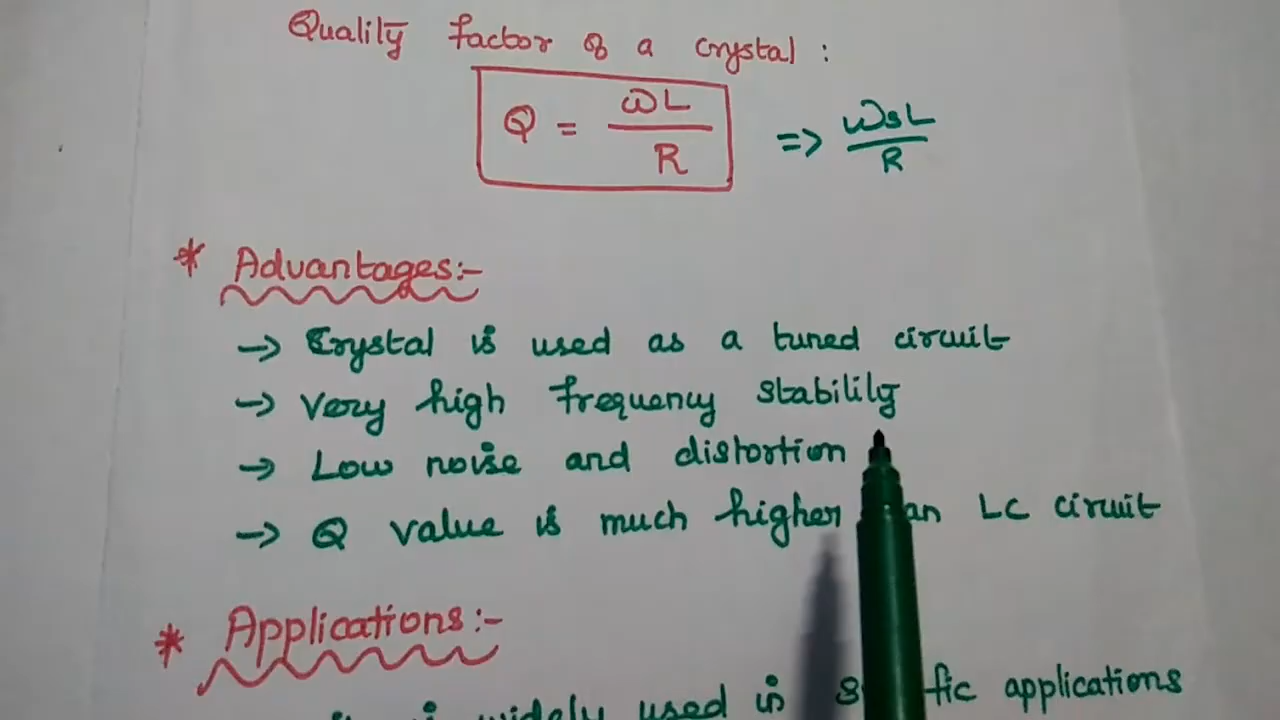 Quality factor of a crystal :
Q = ωL / R => ωsL / R
* Advantages:-
-> Crystal is used as a tuned circuit
-> Very high frequency stability
-> Low noise and distortion
-> Q value is much higher an LC circuit
* Applications:-
widely used in applications